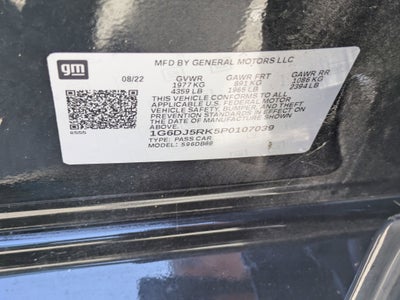 gm
MFD BY GENERAL MOTORS LLC
08/22 GVWR GAWR FRT GAWR RR
1977 KG 891 KG 1086 KG
4359 LB 1965 LB 2394 LB
THIS VEHICLE CONFORMS TO ALL
APPLICABLE U.S. FEDERAL MOTOR
VEHICLE SAFETY, BUMPER, AND THEFT
PREVENTION STANDARDS IN EFFECT ON
THE DATE OF MANUFACTURE SHOWN ABOVE.
1G6DJ5RK5P0107039
TYPE: PASS CAR
MODEL: 596DB69